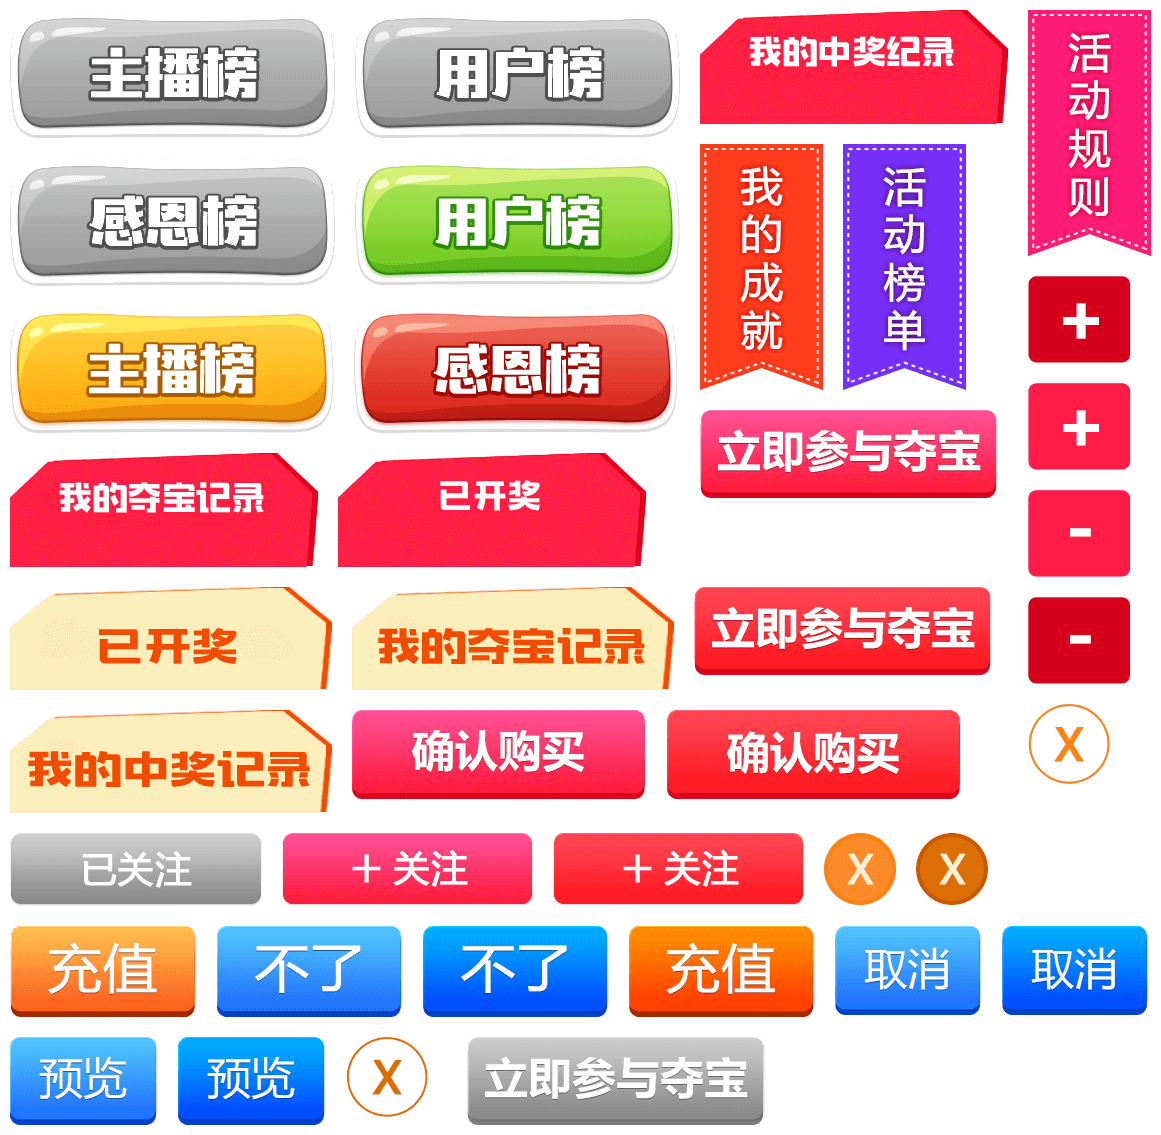 主播榜
用户榜
我的中奖纪录
活动规则
感恩榜
用户榜
我的成就
活动榜单
主播榜
感恩榜
+
+
-
-
立即参与夺宝
我的夺宝记录
已开奖
已开奖
我的夺宝记录
立即参与夺宝
我的中奖记录
确认购买
确认购买
X
已关注
+ 关注
+ 关注
X
X
充值
不了
不了
充值
取消
取消
预览
预览
X
立即参与夺宝